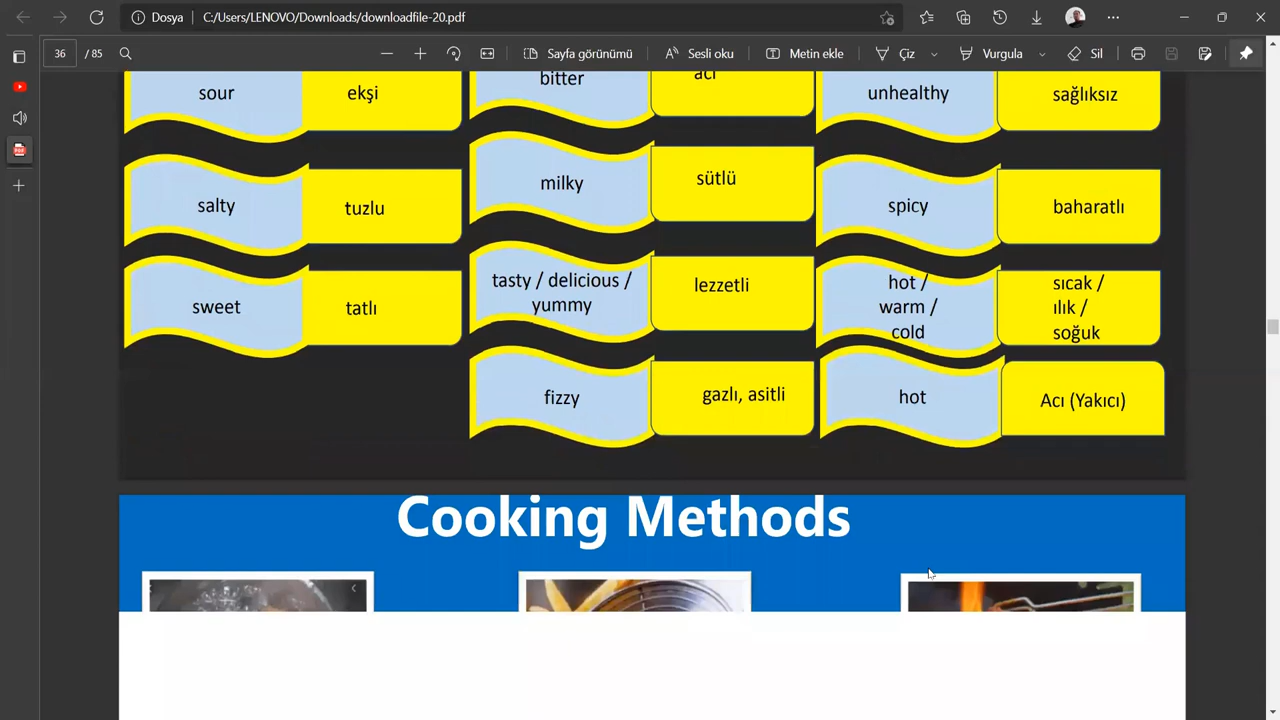 Dosya
C:/Users/LENOVO/Downloads/downloadfile-20.pdf
36 / 85
Sayfa görünümü
Sesli oku
Metin ekle
Çiz
Vurgula
Sil
sour
ekşi
bitter
acı
unhealthy
sağlıksız
salty
tuzlu
milky
sütlü
spicy
baharatlı
sweet
tatlı
tasty / delicious /
yummy
lezzetli
hot /
warm /
cold
sıcak /
ılık /
soğuk
fizzy
gazlı, asitli
hot
Acı (Yakıcı)
Cooking Methods